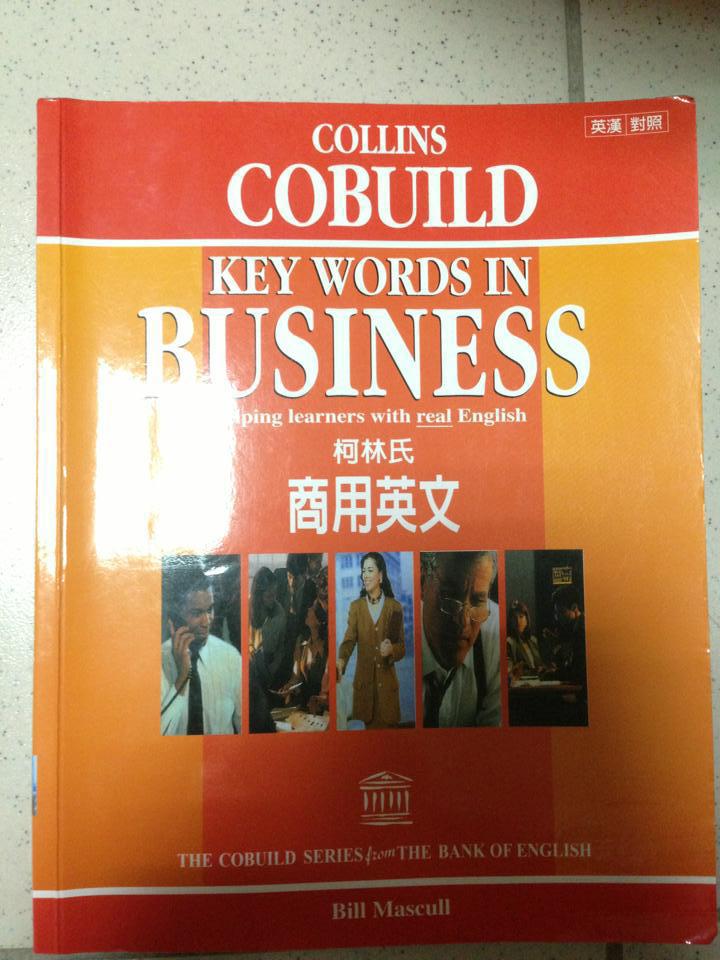 英漢 對照
COLLINS
COBUILD
KEY WORDS IN
BUSINESS
learners with real English
柯林氏
商用英文
THE COBUILD SERIES from THE BANK OF ENGLISH
Bill Mascull